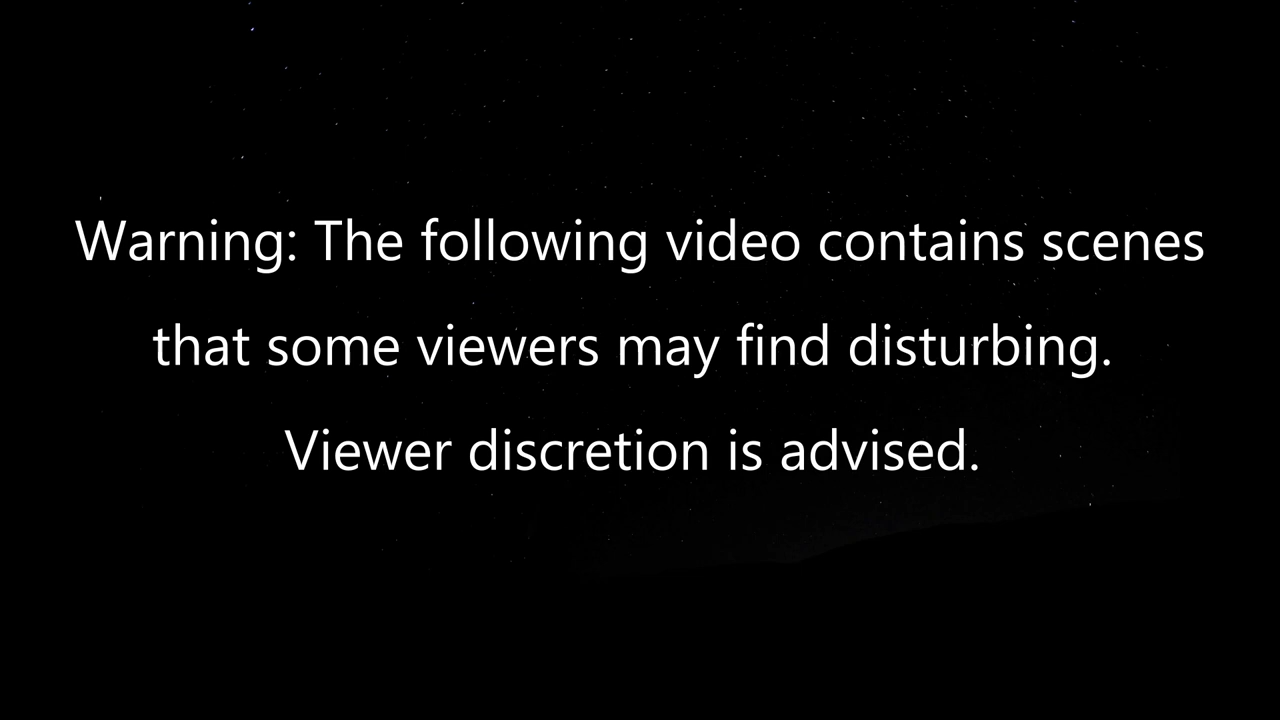 Warning: The following video contains scenes
that some viewers may find disturbing.
Viewer discretion is advised.